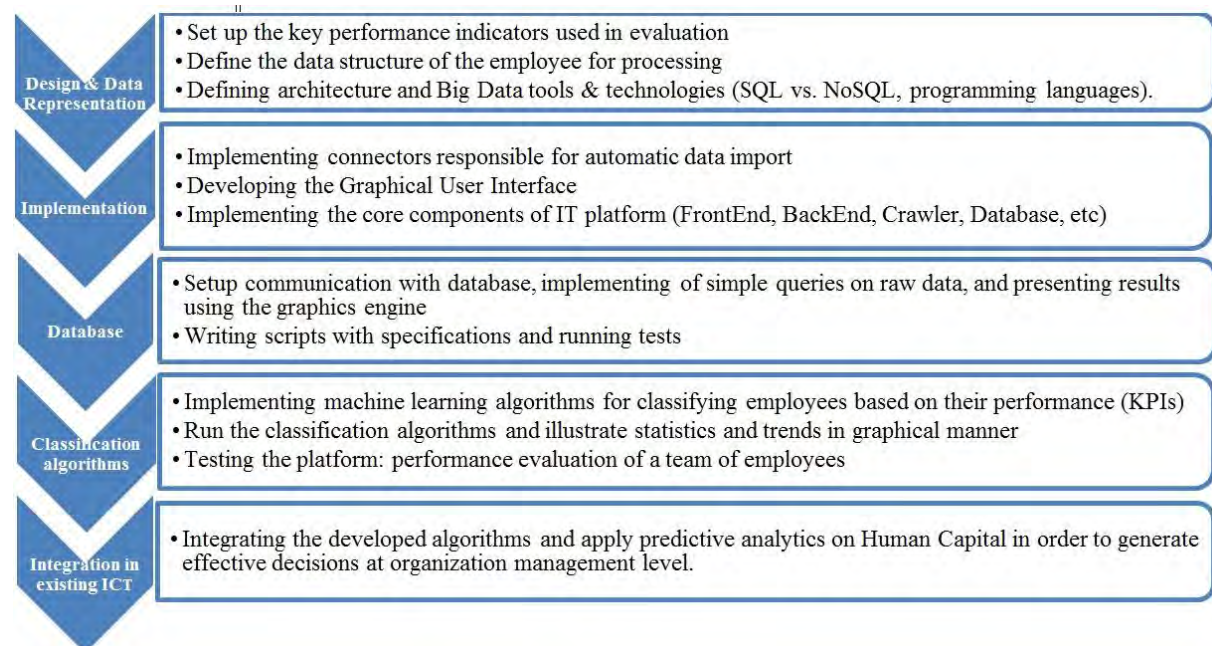 Design & Data
Representation
• Set up the key performance indicators used in evaluation
• Define the data structure of the employee for processing
• Defining architecture and Big Data tools & technologies (SQL vs. NoSQL, programming languages).
Implementation
• Implementing connectors responsible for automatic data import
• Developing the Graphical User Interface
• Implementing the core components of IT platform (FrontEnd, BackEnd, Crawler, Database, etc)
Database
• Setup communication with database, implementing of simple queries on raw data, and presenting results
using the graphics engine
• Writing scripts with specifications and running tests
Classification
algorithms
• Implementing machine learning algorithms for classifying employees based on their performance (KPIs)
• Run the classification algorithms and illustrate statistics and trends in graphical manner
• Testing the platform: performance evaluation of a team of employees
Integration in
existing ICT
• Integrating the developed algorithms and apply predictive analytics on Human Capital in order to generate
effective decisions at organization management level.